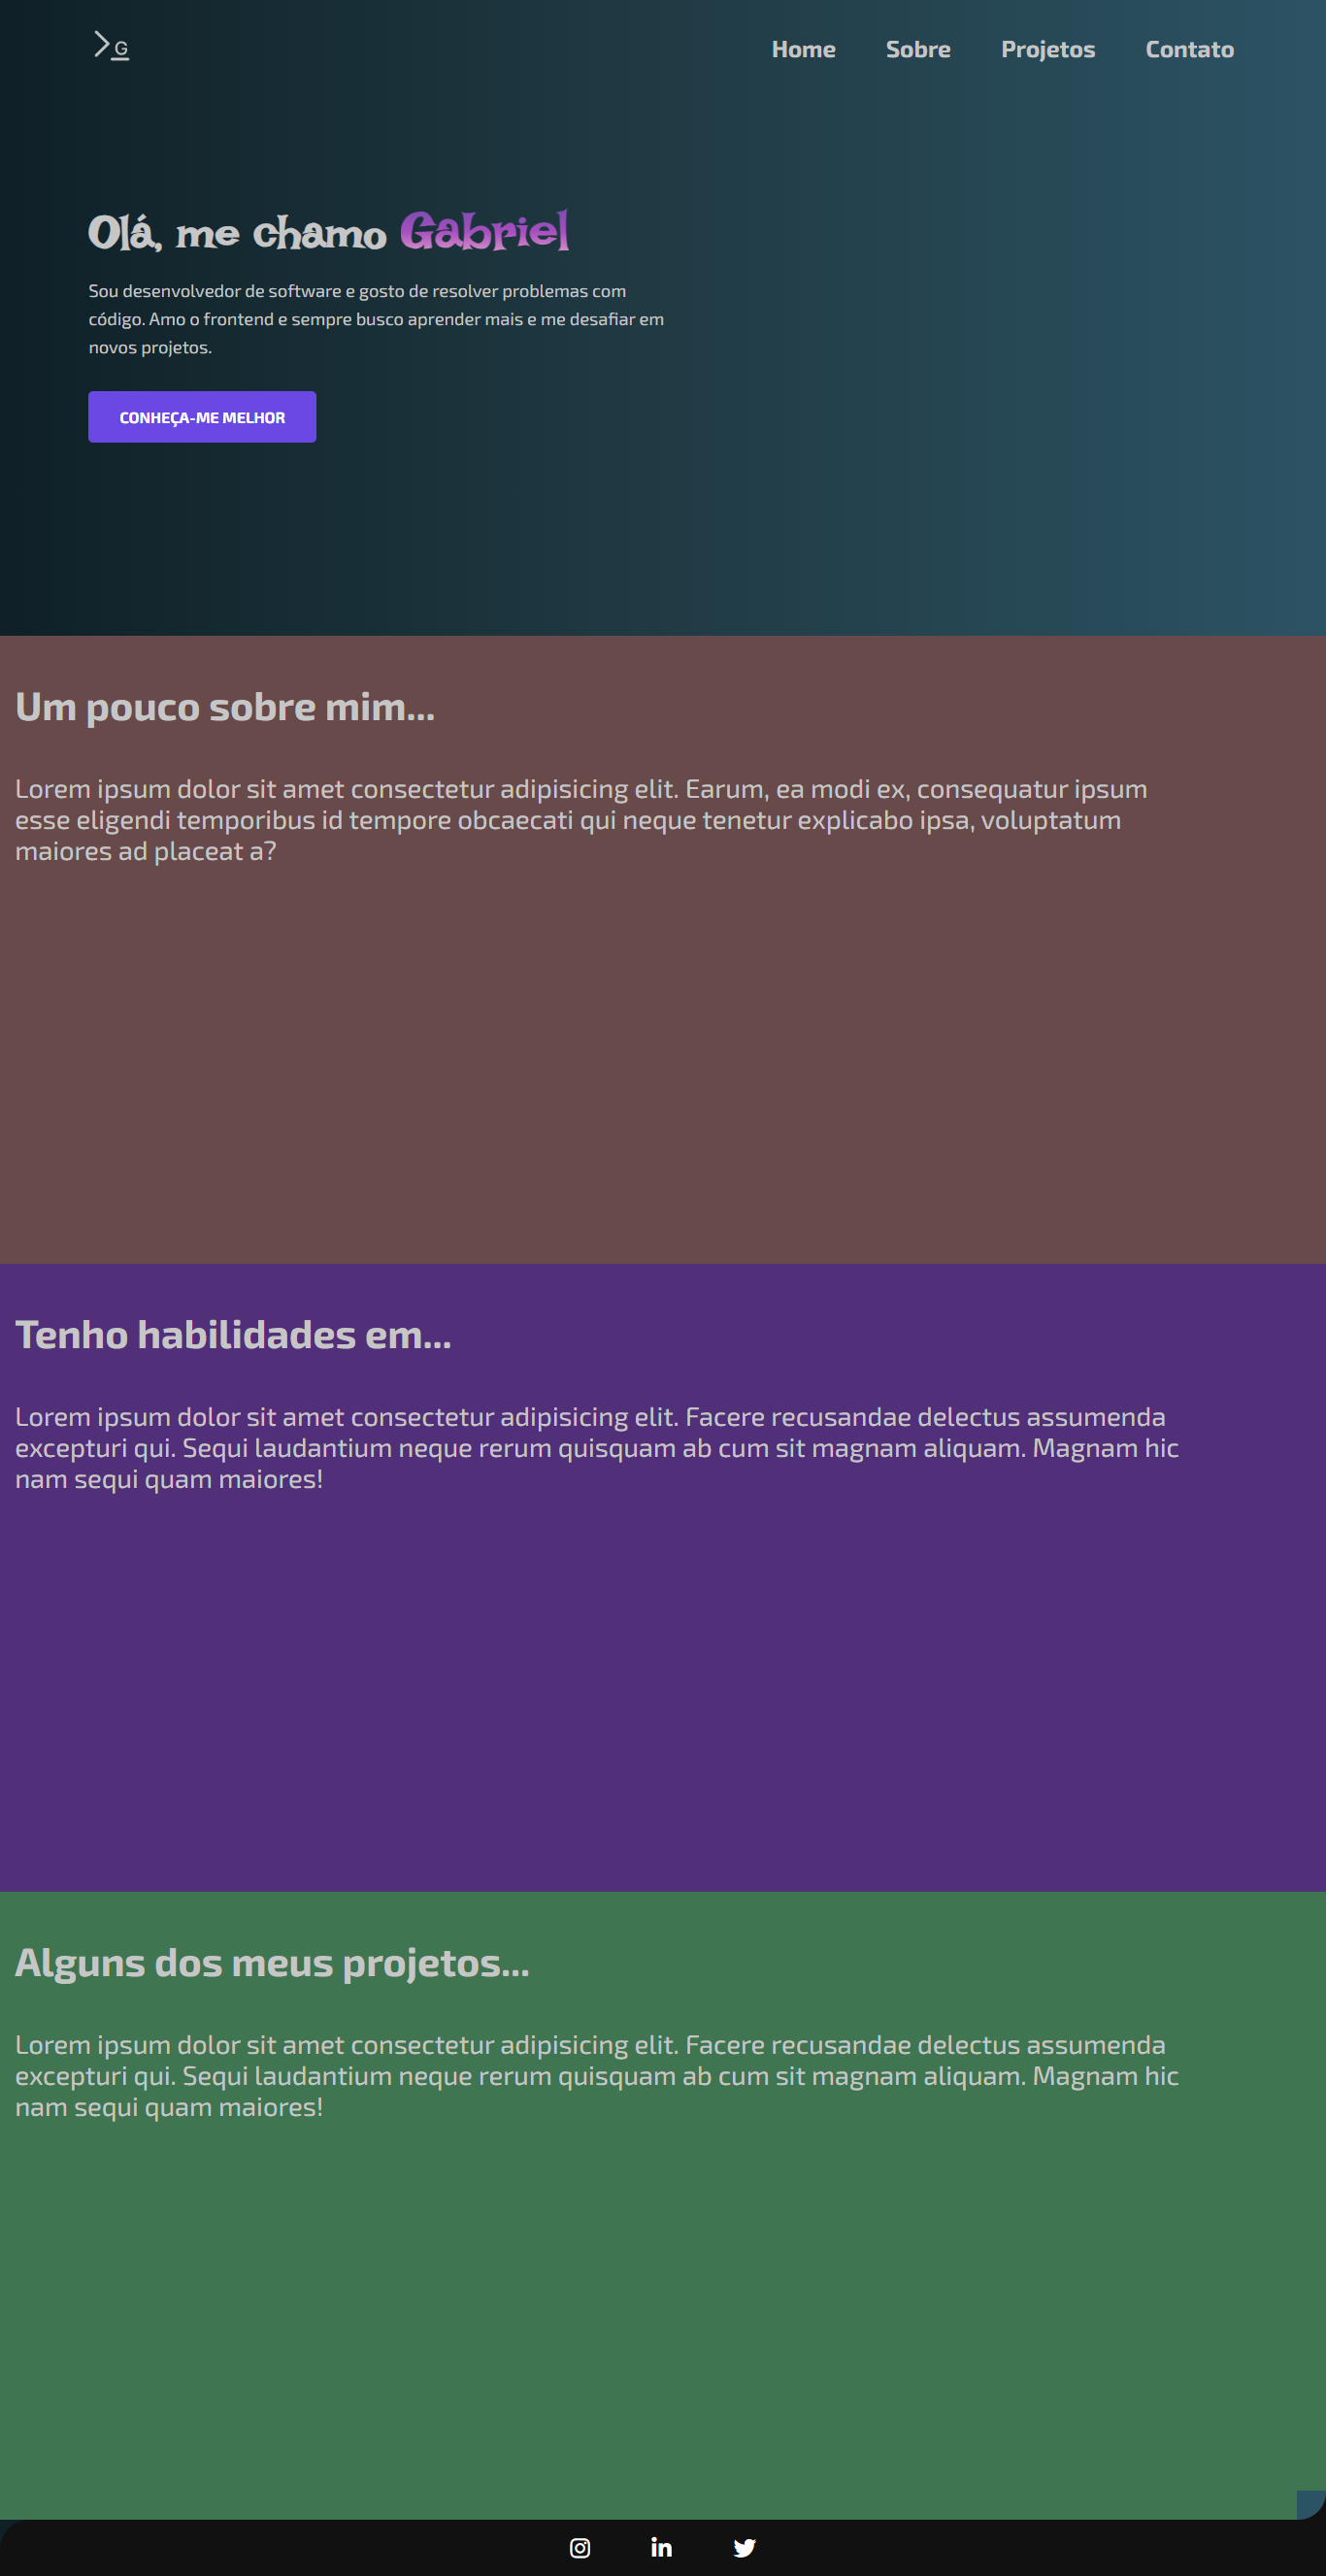 G
Home Sobre Projetos Contato
Olá, me chamo Gabriel
Sou desenvolvedor de software e gosto de resolver problemas com
código. Amo o frontend e sempre busco aprender mais e me desafiar em
novos projetos.
CONHEÇA-ME MELHOR
Um pouco sobre mim...
Lorem ipsum dolor sit amet consectetur adipisicing elit. Earum, ea modi ex, consequatur ipsum
esse eligendi temporibus id tempore obcaecati qui neque tenetur explicabo ipsa, voluptatum
maiores ad placeat a?
Tenho habilidades em...
Lorem ipsum dolor sit amet consectetur adipisicing elit. Facere recusandae delectus assumenda
excepturi qui. Sequi laudantium neque rerum quisquam ab cum sit magnam aliquam. Magnam hic
nam sequi quam maiores!
Alguns dos meus projetos...
Lorem ipsum dolor sit amet consectetur adipisicing elit. Facere recusandae delectus assumenda
excepturi qui. Sequi laudantium neque rerum quisquam ab cum sit magnam aliquam. Magnam hic
nam sequi quam maiores!
in